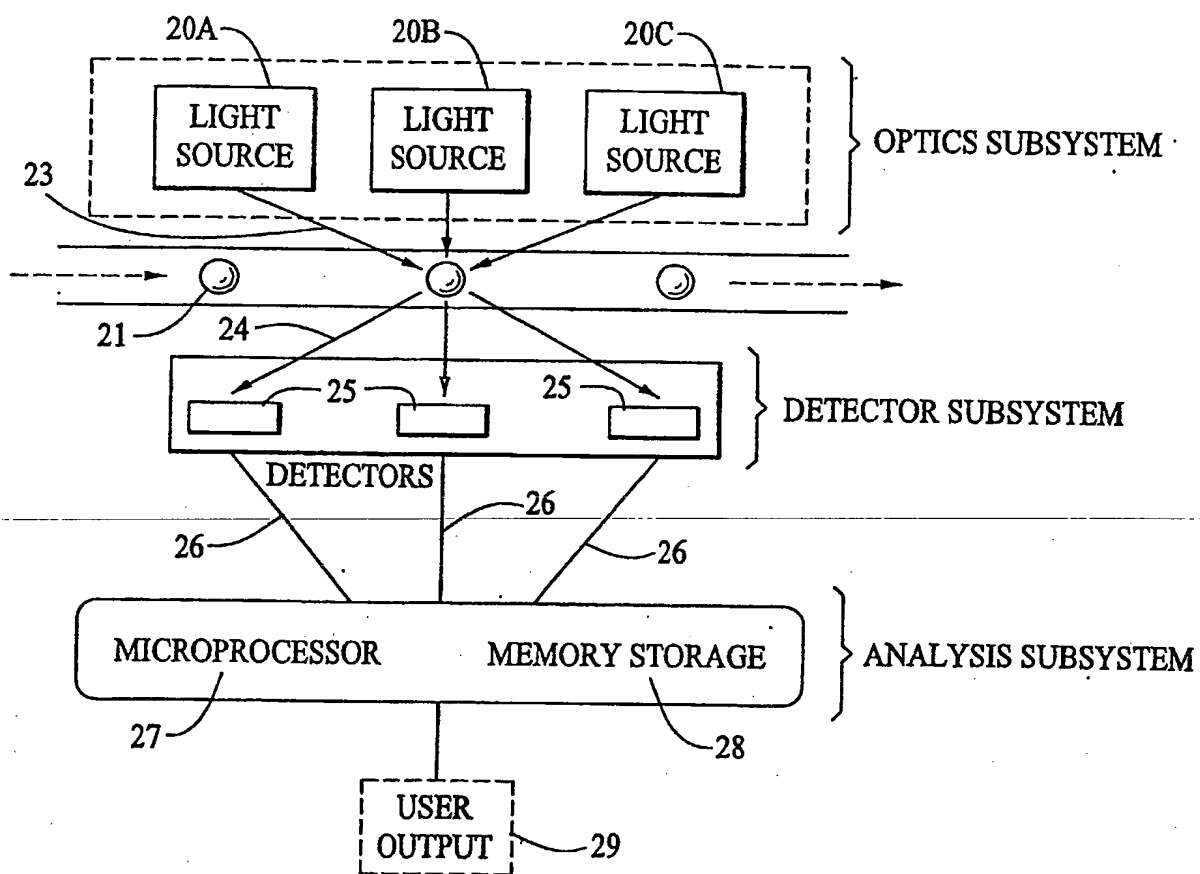 20A
20B
20C
LIGHT
SOURCE
LIGHT
SOURCE
LIGHT
SOURCE
OPTICS SUBSYSTEM
23
21
24
25
25
DETECTOR SUBSYSTEM
DETECTORS
26
26
26
MICROPROCESSOR
MEMORY STORAGE
ANALYSIS SUBSYSTEM
27
28
USER
OUTPUT
29